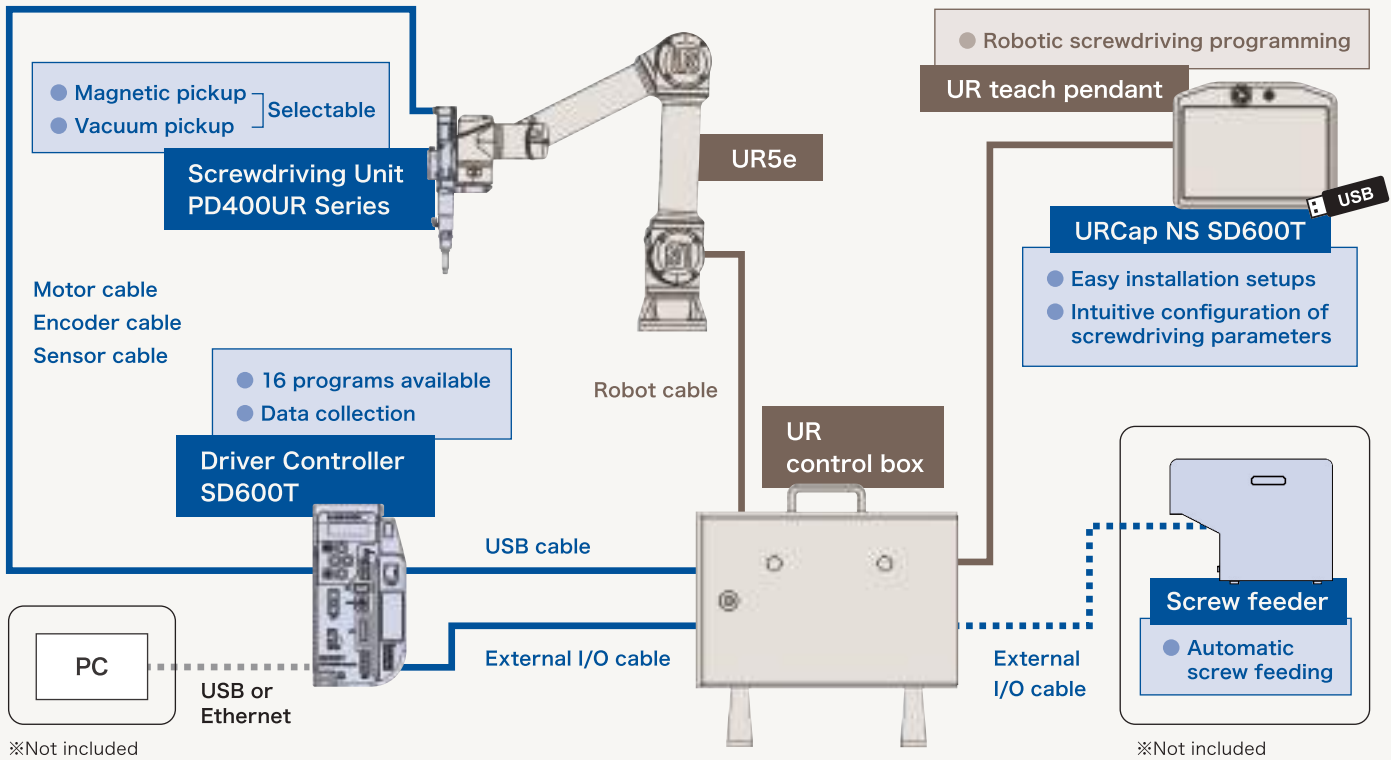 Magnetic pickup
Vacuum pickup
Selectable
Screwdriving Unit
PD400UR Series
UR5e
Robotic screwdriving programming
UR teach pendant
USB
URCap NS SD600T
Easy installation setups
Intuitive configuration of
screwdriving parameters
Motor cable
Encoder cable
Sensor cable
16 programs available
Data collection
Driver Controller
SD600T
Robot cable
UR
control box
USB cable
External I/O cable
External
I/O cable
Screw feeder
Automatic
screw feeding
※Not included
PC
USB or
Ethernet
※Not included